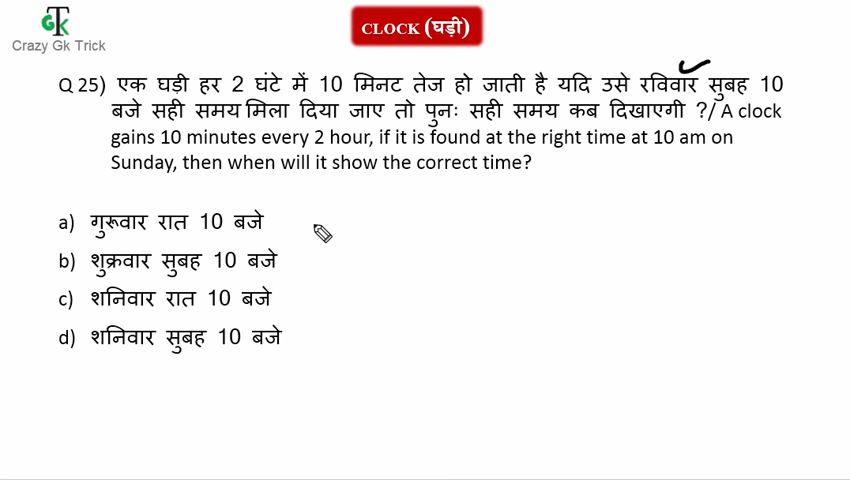 GTK
Crazy Gk Trick
CLOCK (घड़ी)
Q 25) एक घड़ी हर 2 घंटे में 10 मिनट तेज हो जाती है यदि उसे रविवार सुबह 10
बजे सही समय मिला दिया जाए तो पुनः सही समय कब दिखाएगी ?/ A clock
gains 10 minutes every 2 hour, if it is found at the right time at 10 am on
Sunday, then when will it show the correct time?
a) गुरूवार रात 10 बजे
b) शुक्रवार सुबह 10 बजे
c) शनिवार रात 10 बजे
d) शनिवार सुबह 10 बजे